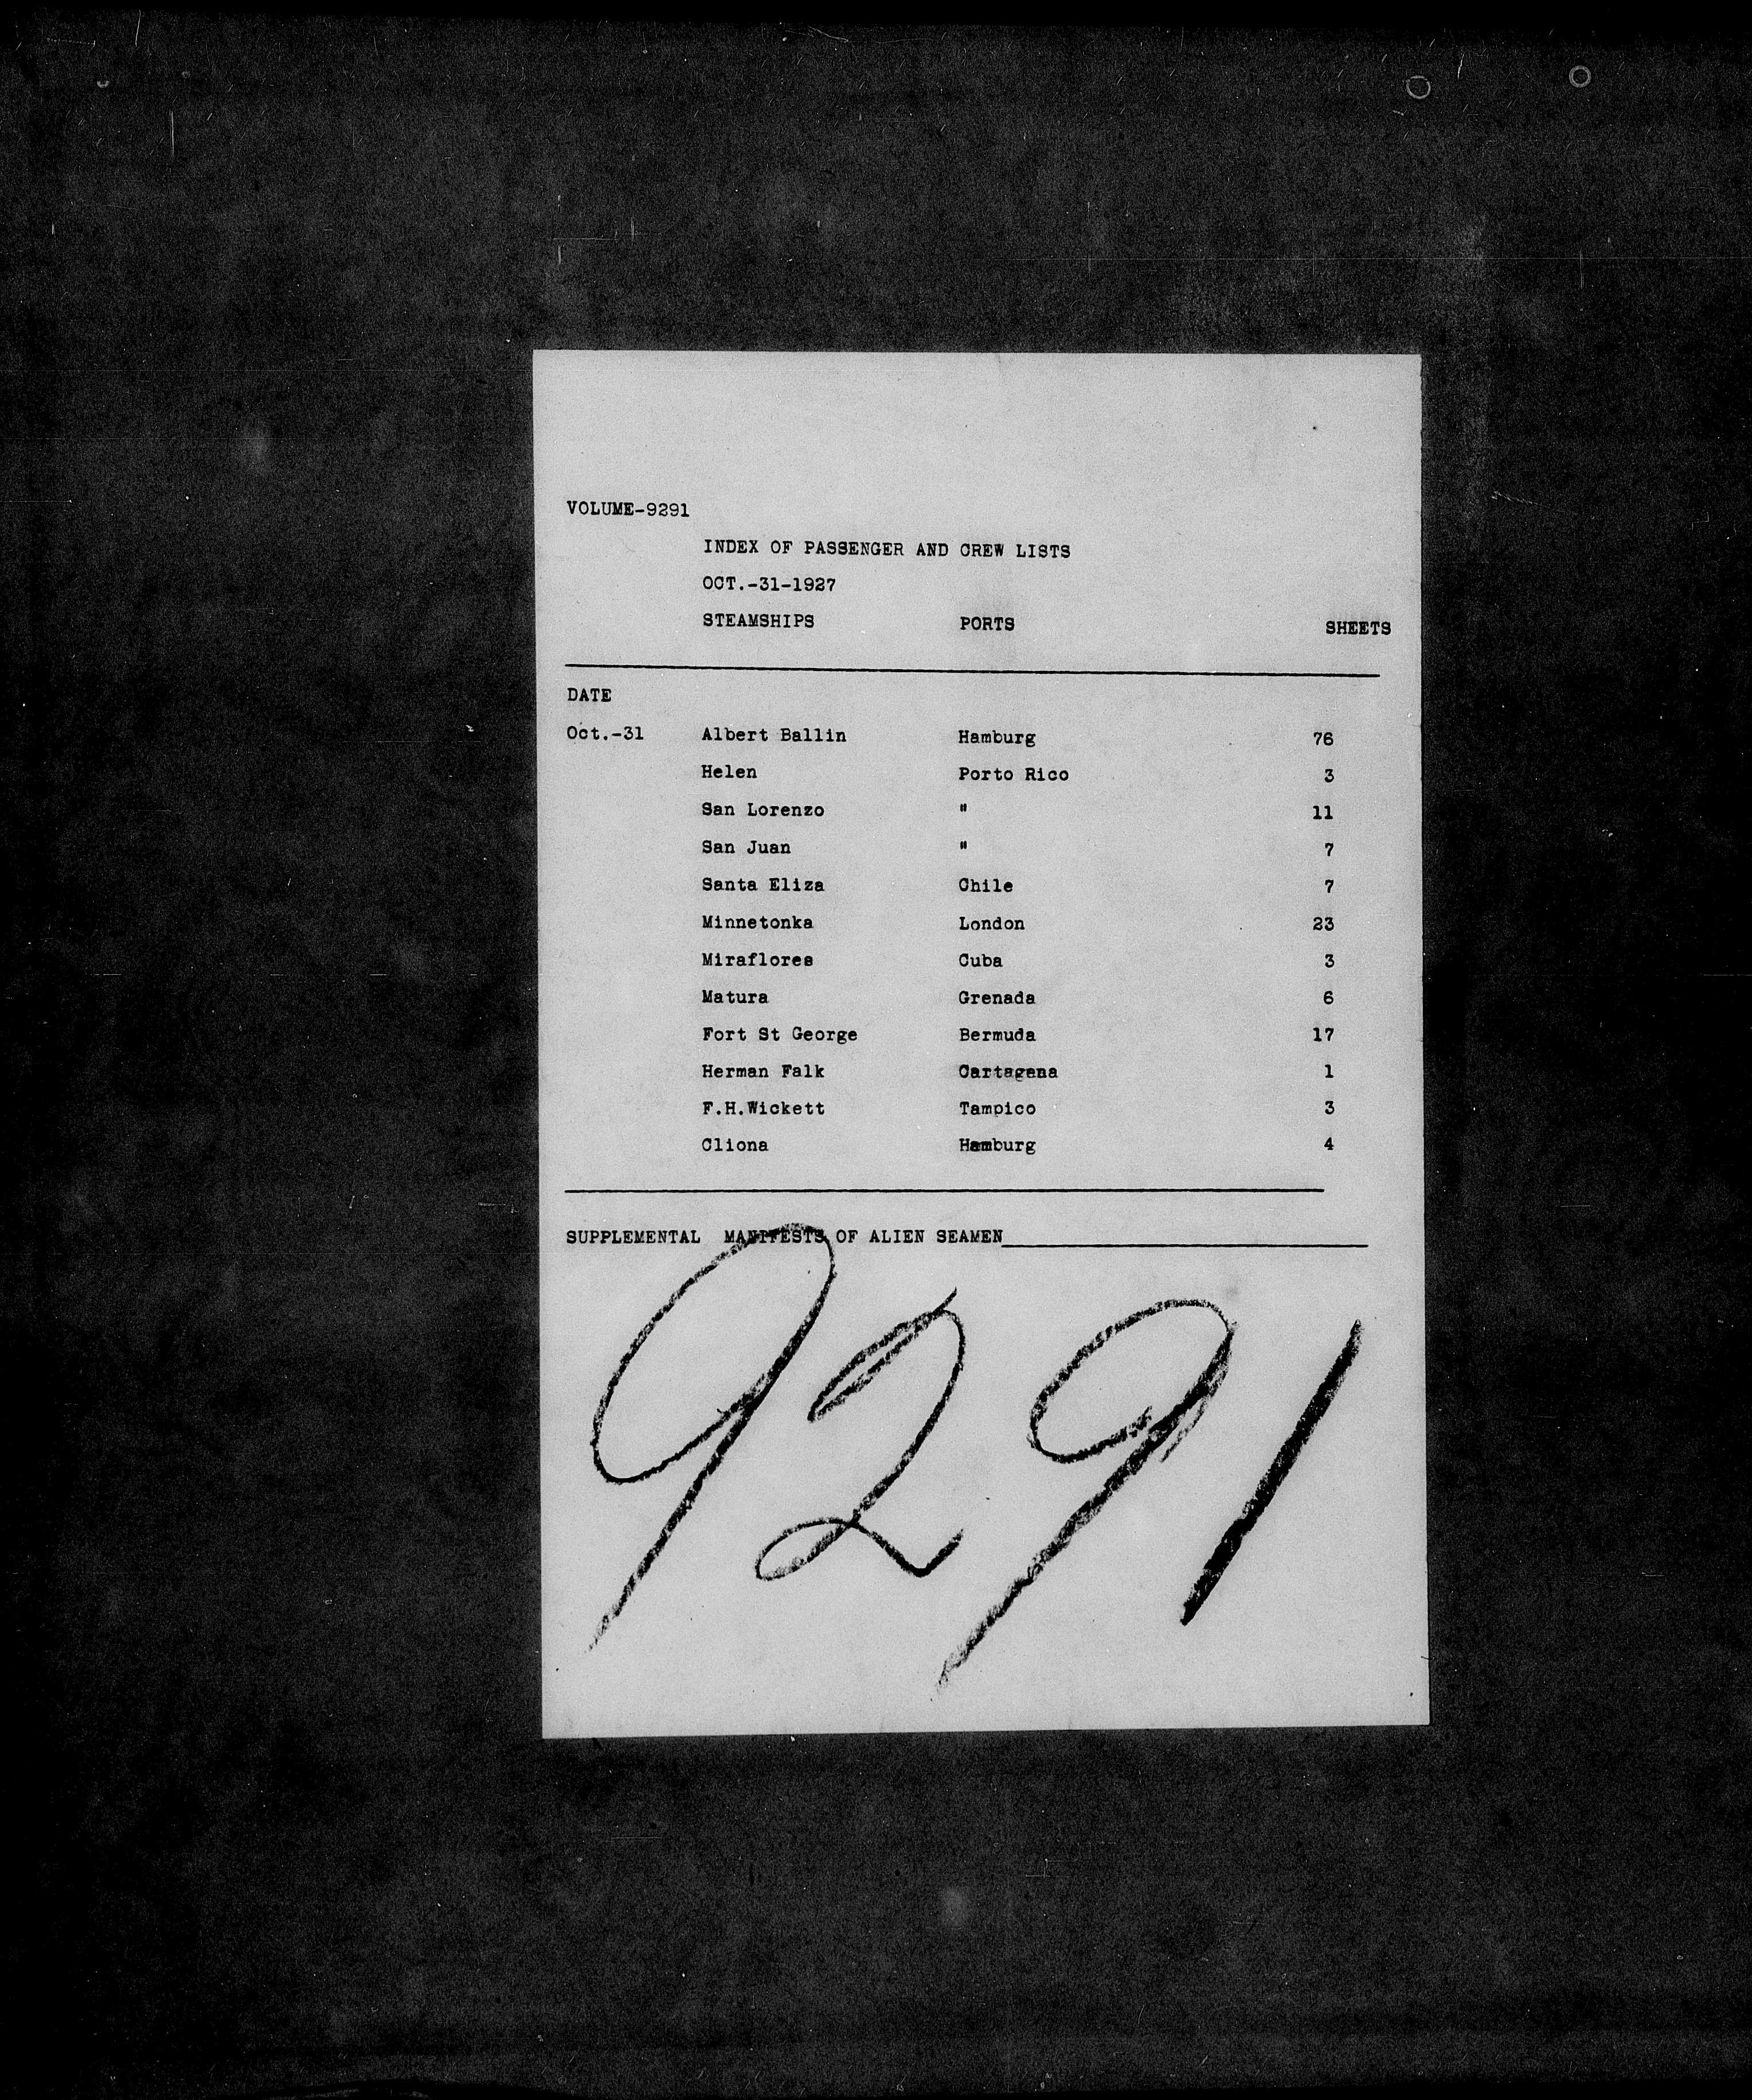 VOLUME-9291
INDEX OF PASSENGER AND CREW LISTS
OCT.-31-1927
STEAMSHIPS PORTS SHEETS
DATE
Oct.-31 Albert Ballin Hamburg 76
Helen Porto Rico 3
San Lorenzo " 11
San Juan " 7
Santa Eliza Chile 7
Minnetonka London 23
Miraflores Cuba 3
Matura Grenada 6
Fort St George Bermuda 17
Herman Falk Cartagena 1
F.H.Wickett Tampico 3
Cliona Hamburg 4
SUPPLEMENTAL MANIFESTS OF ALIEN SEAMEN
9291